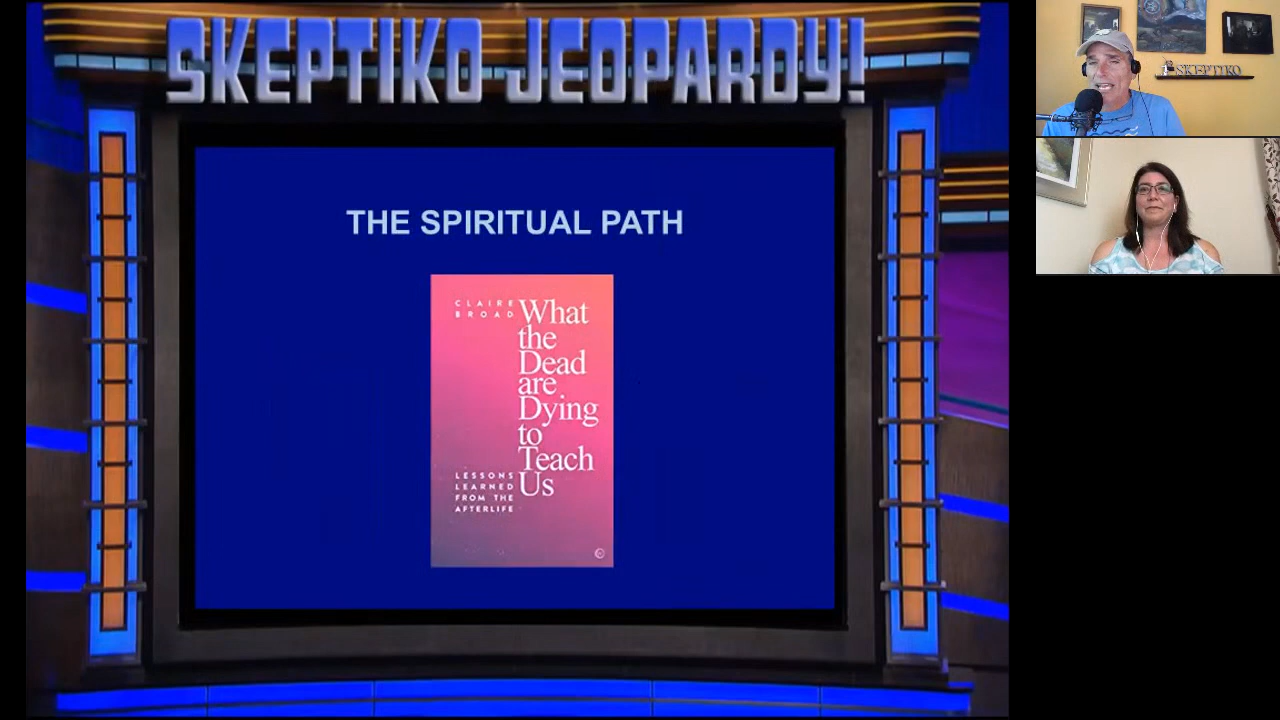 SKEPTIKO JEOPARDY!
THE SPIRITUAL PATH
CLAIRE
BROAD
What
the
Dead
are
Dying
to
Teach
Us
LESSONS
LEARNED
FROM THE
AFTERLIFE
SKEPTIKO